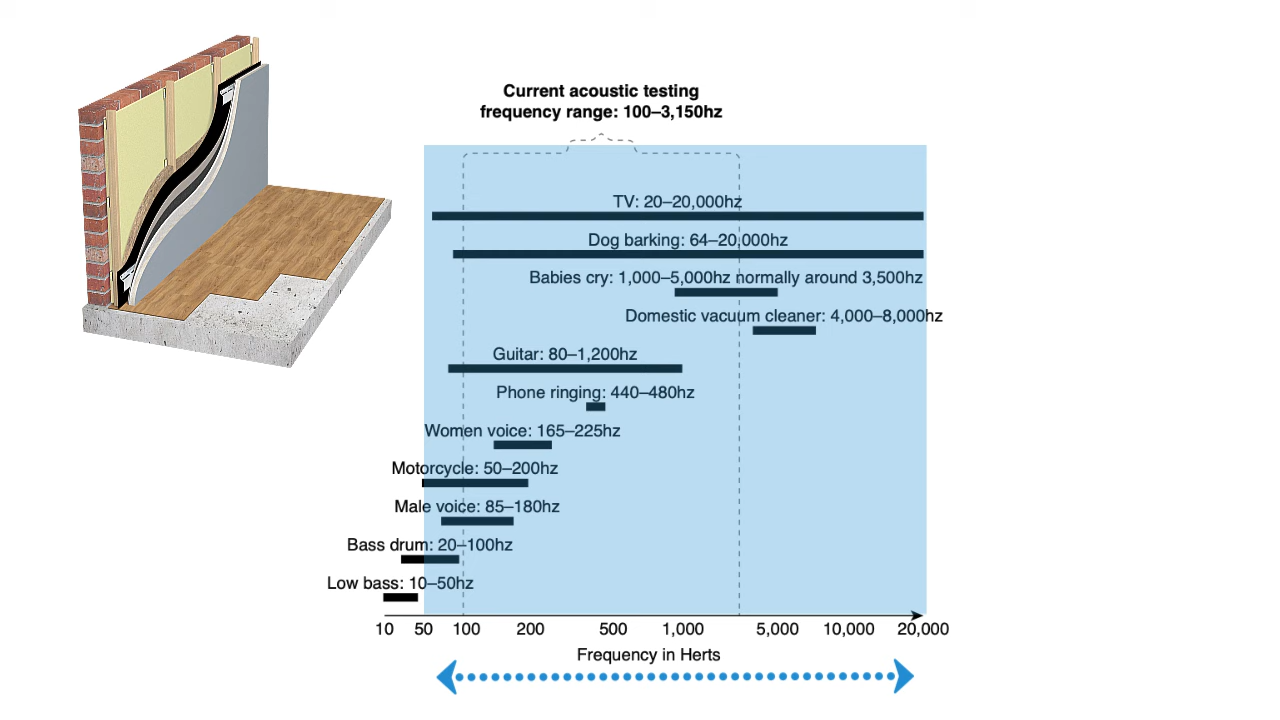 Current acoustic testing
frequency range: 100–3,150hz
TV: 20–20,000hz
Dog barking: 64–20,000hz
Babies cry: 1,000–5,000hz normally around 3,500hz
Domestic vacuum cleaner: 4,000–8,000hz
Guitar: 80–1,200hz
Phone ringing: 440–480hz
Women voice: 165–225hz
Motorcycle: 50–200hz
Male voice: 85–180hz
Bass drum: 20–100hz
Low bass: 10–50hz
10 50 100 200 500 1,000 5,000 10,000 20,000
Frequency in Herts